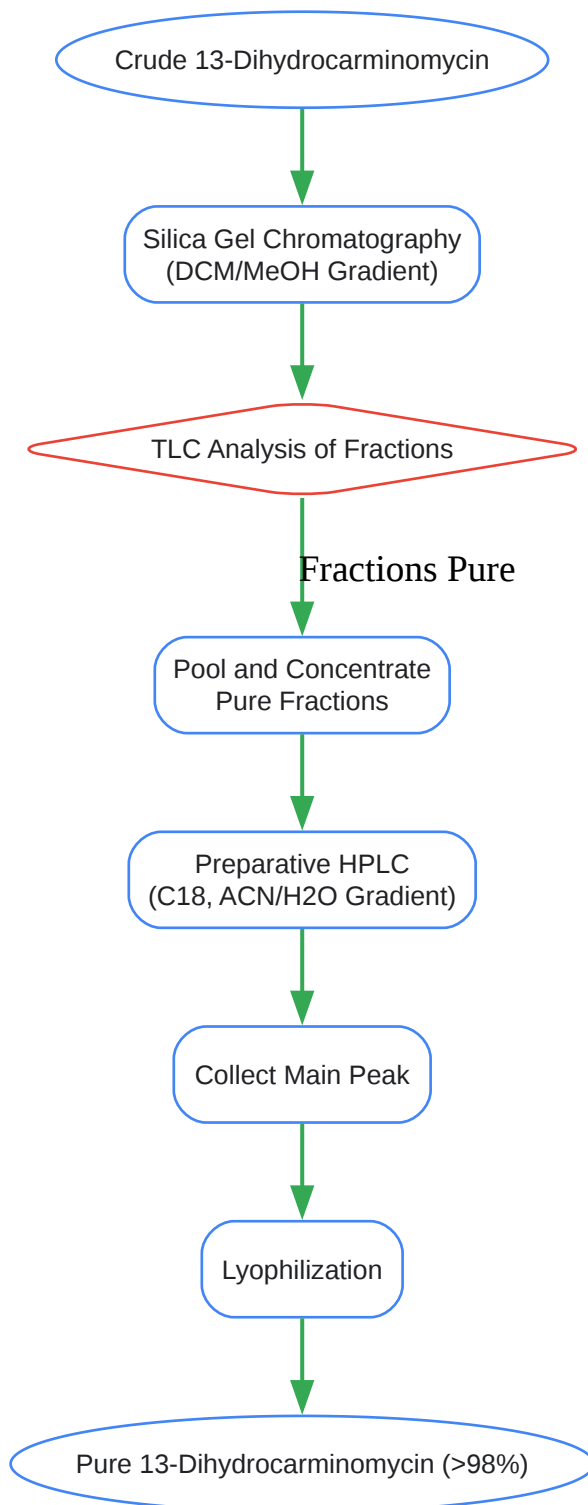 Crude 13-Dihydrocarminomycin
Silica Gel Chromatography
(DCM/MeOH Gradient)
TLC Analysis of Fractions
Fractions Pure
Pool and Concentrate
Pure Fractions
Preparative HPLC
(C18, ACN/H2O Gradient)
Collect Main Peak
Lyophilization
Pure 13-Dihydrocarminomycin (>98%)